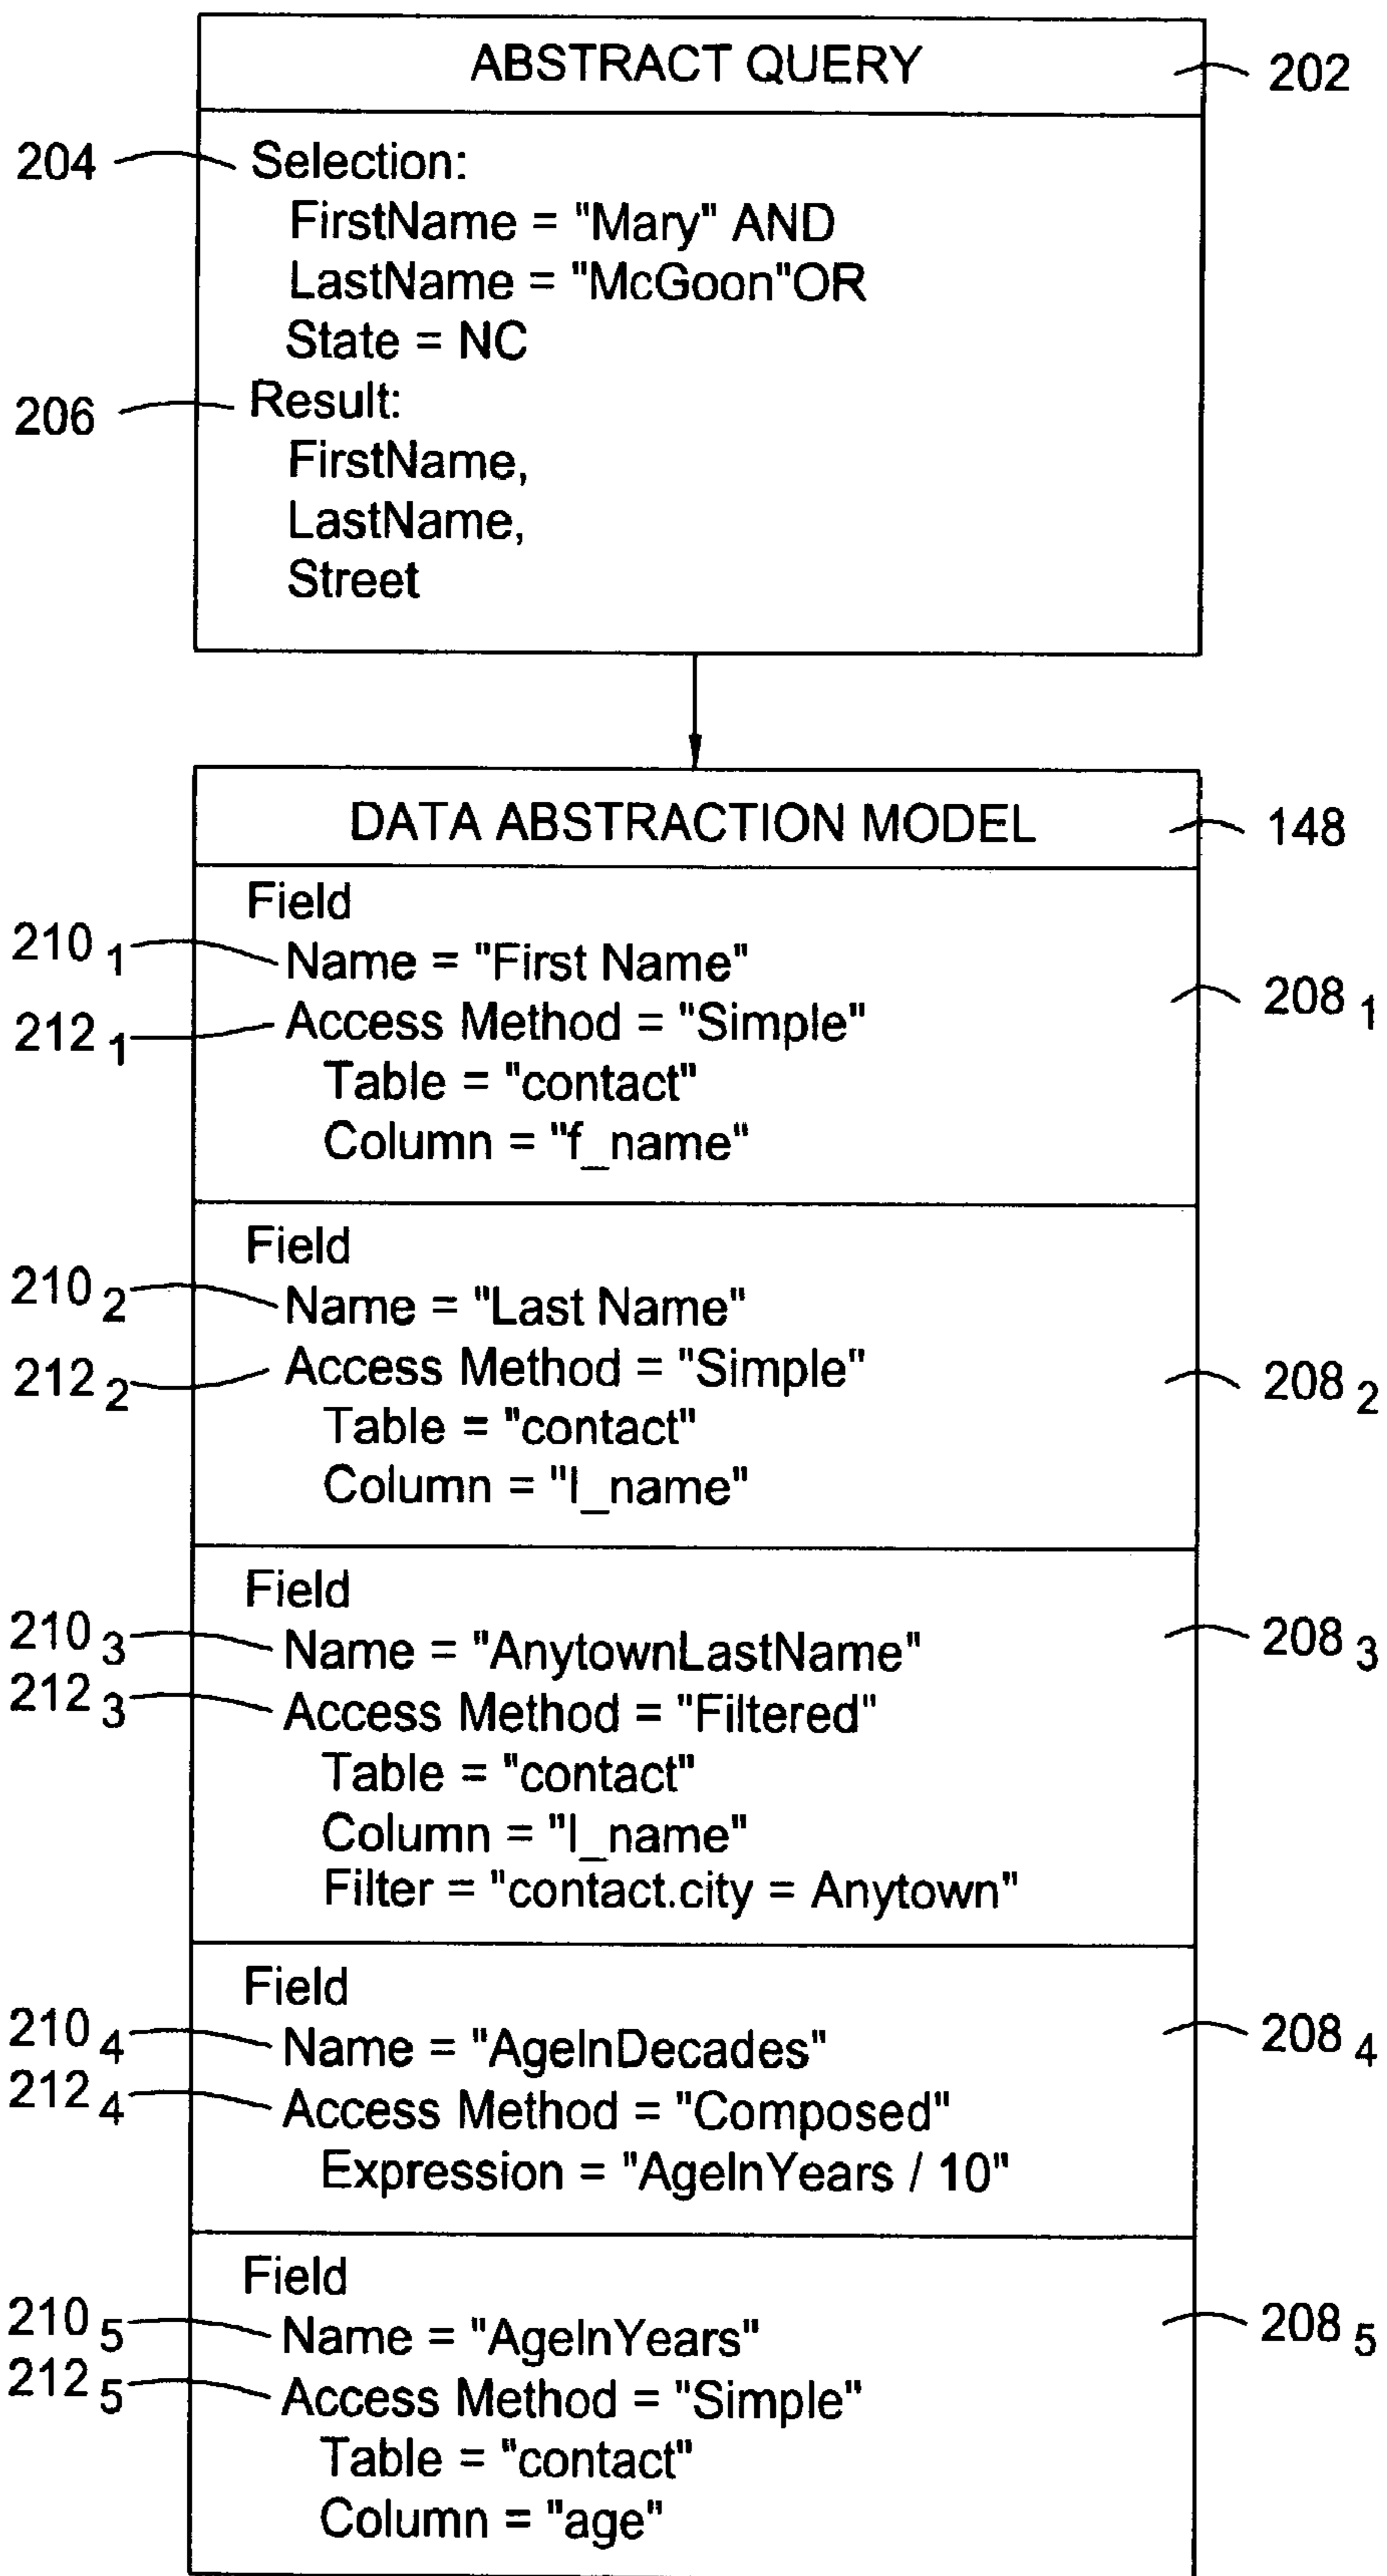 ABSTRACT QUERY
202
204
Selection:
FirstName = "Mary" AND
LastName = "McGoon"OR
State = NC
206
Result:
FirstName,
LastName,
Street
DATA ABSTRACTION MODEL
148
Field
210 1
Name = "First Name"
208 1
212 1
Access Method = "Simple"
Table = "contact"
Column = "f_name"
Field
210 2
Name = "Last Name"
212 2
Access Method = "Simple"
208 2
Table = "contact"
Column = "l_name"
Field
210 3
Name = "AnytownLastName"
208 3
212 3
Access Method = "Filtered"
Table = "contact"
Column = "l_name"
Filter = "contact.city = Anytown"
Field
210 4
Name = "AgeInDecades"
208 4
212 4
Access Method = "Composed"
Expression = "AgeInYears / 10"
Field
210 5
Name = "AgeInYears"
208 5
212 5
Access Method = "Simple"
Table = "contact"
Column = "age"